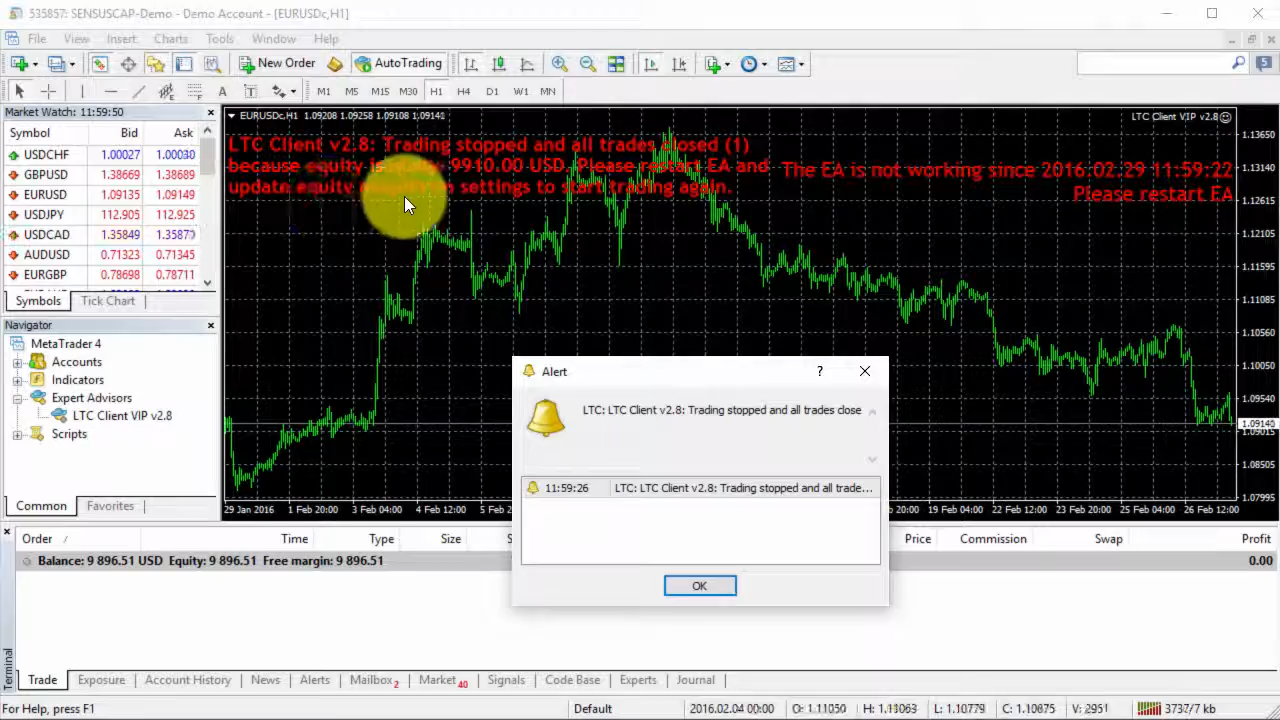 535857: SENSUSCAP-Demo - Demo Account - [EURUSDc,H1]
File View Insert Charts Tools Window Help
New Order AutoTrading 5
A T M1 M5 M15 M30 H1 H4 D1 W1 MN
Market Watch: 11:59:50
Symbol Bid Ask
USDCHF 1.00027 1.00030
GBPUSD 1.38669 1.38689
EURUSD 1.09135 1.09149
USDJPY 112.905 112.925
USDCAD 1.35849 1.35879
AUDUSD 0.71323 0.71345
EURGBP 0.78698 0.78711
Symbols Tick Chart
Navigator
MetaTrader 4
Accounts
Indicators
Expert Advisors
LTC Client VIP v2.8
Scripts
Common Favorites
EURUSDc,H1 1.09208 1.09258 1.09108 1.09141
LTC Client VIP v2.8
LTC Client v2.8: Trading stopped and all trades closed (1)
because equity is 9910.00 USD. Please restart EA and
update equity settings to start trading again.
The EA is not working since 2016.02.29 11:59:22
Please restart EA
1.13650
1.13140
1.12615
1.12105
1.11595
1.11085
1.10560
1.10050
1.09540
1.09140
1.09015
1.08505
1.07995
29 Jan 2016 1 Feb 20:00 3 Feb 04:00 4 Feb 12:00 5 Feb 20:00 19 Feb 04:00 22 Feb 12:00 23 Feb 20:00 25 Feb 04:00 26 Feb 12:00
Alert
?
LTC: LTC Client v2.8: Trading stopped and all trades close
11:59:26 LTC: LTC Client v2.8: Trading stopped and all trade...
OK
Order / Time Type Size S Price Commission Swap Profit
Balance: 9 896.51 USD Equity: 9 896.51 Free margin: 9 896.51 0.00
Terminal
Trade Exposure Account History News Alerts Mailbox 2 Market 40 Signals Code Base Experts Journal
For Help, press F1 Default 2016.02.04 00:00 O: 1.11050 H: 1.11063 L: 1.10779 C: 1.10875 V: 2951 3737/7 kb